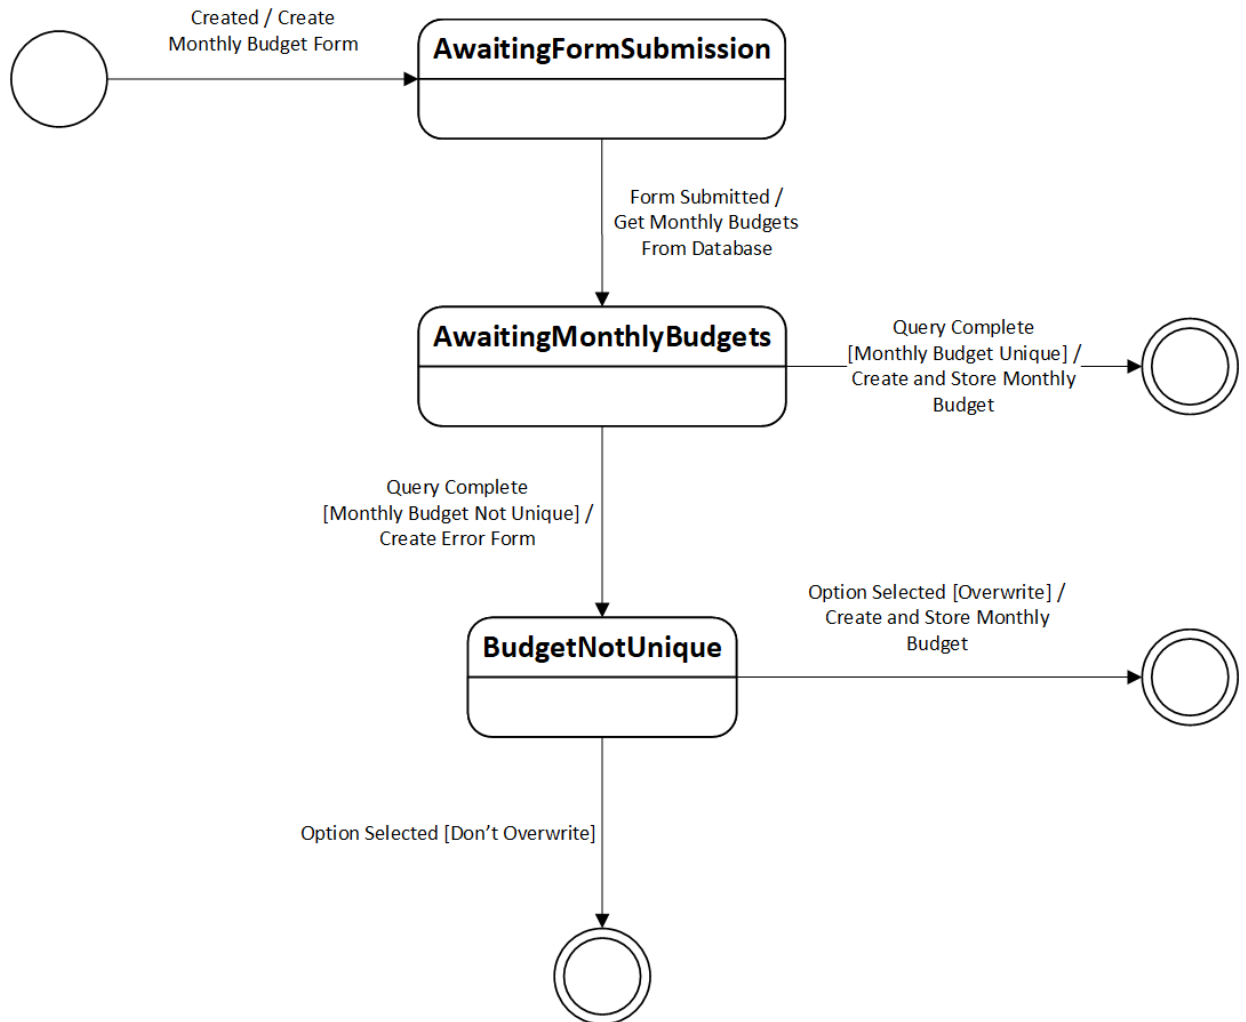 Created / Create
Monthly Budget Form
AwaitingFormSubmission
Form Submitted /
Get Monthly Budgets
From Database
AwaitingMonthlyBudgets
Query Complete
[Monthly Budget Unique] /
Create and Store Monthly
Budget
Query Complete
[Monthly Budget Not Unique] /
Create Error Form
BudgetNotUnique
Option Selected [Overwrite] /
Create and Store Monthly
Budget
Option Selected [Don’t Overwrite]